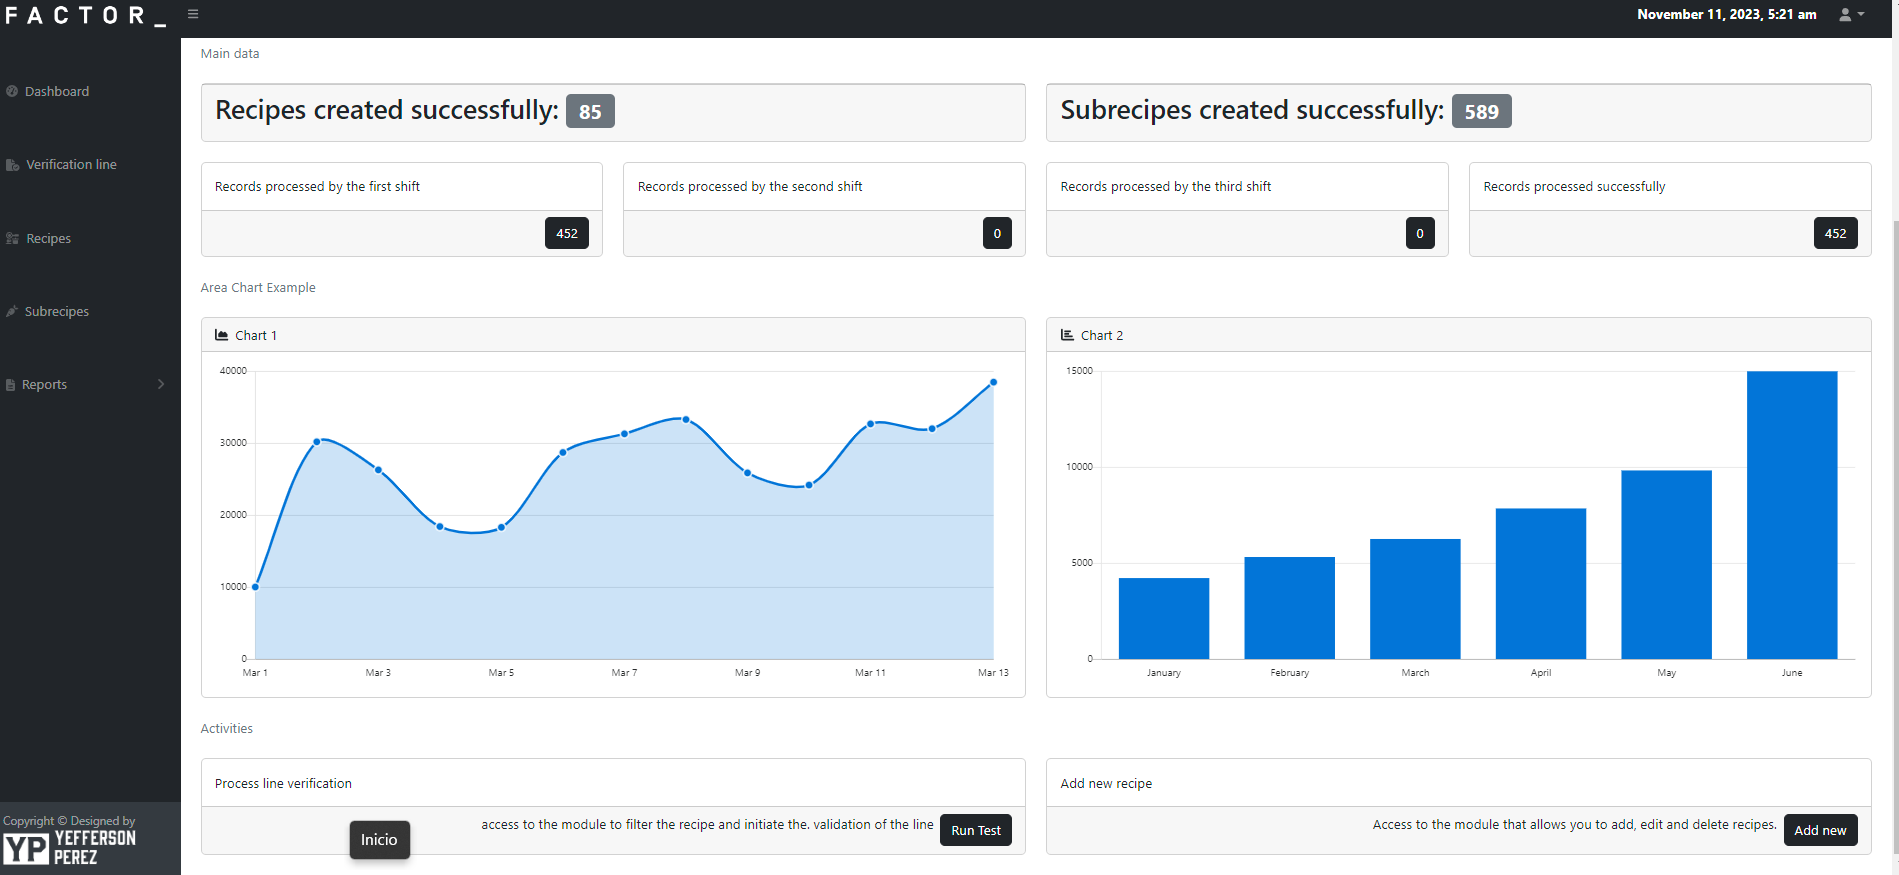 FACTOR_
November 11, 2023, 5:21 am
Dashboard
Verification line
Recipes
Subrecipes
Reports
Copyright © Designed by
YP YEFFERSON
PEREZ
Main data
Recipes created successfully: 85
Subrecipes created successfully: 589
Records processed by the first shift
452
Records processed by the second shift
0
Records processed by the third shift
0
Records processed successfully
452
Area Chart Example
Chart 1
40000
30000
20000
10000
0
Mar 1 Mar 3 Mar 5 Mar 7 Mar 9 Mar 11 Mar 13
Chart 2
15000
10000
5000
0
January February March April May June
Activities
Process line verification
access to the module to filter the recipe and initiate the. validation of the line Run Test
Inicio
Add new recipe
Access to the module that allows you to add, edit and delete recipes. Add new